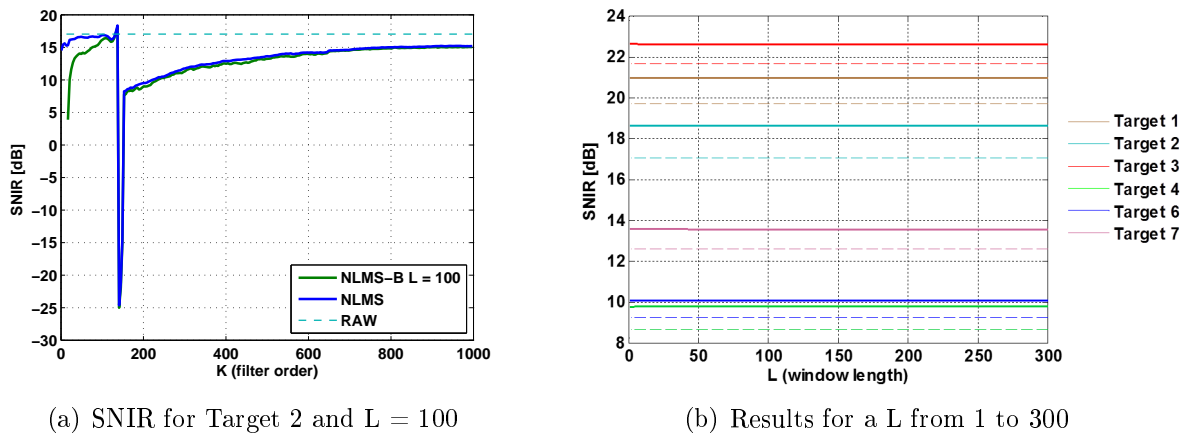 20
15
10
5
0
−5
−10
−15
−20
−25
−30
SNIR [dB]
0
200
400
600
800
1000
K (filter order)
NLMS−B L = 100
NLMS
RAW
(a) SNIR for Target 2 and L = 100
24
22
20
18
16
14
12
10
8
SNIR [dB]
0
50
100
150
200
250
300
L (window length)
Target 1
Target 2
Target 3
Target 4
Target 6
Target 7
(b) Results for a L from 1 to 300